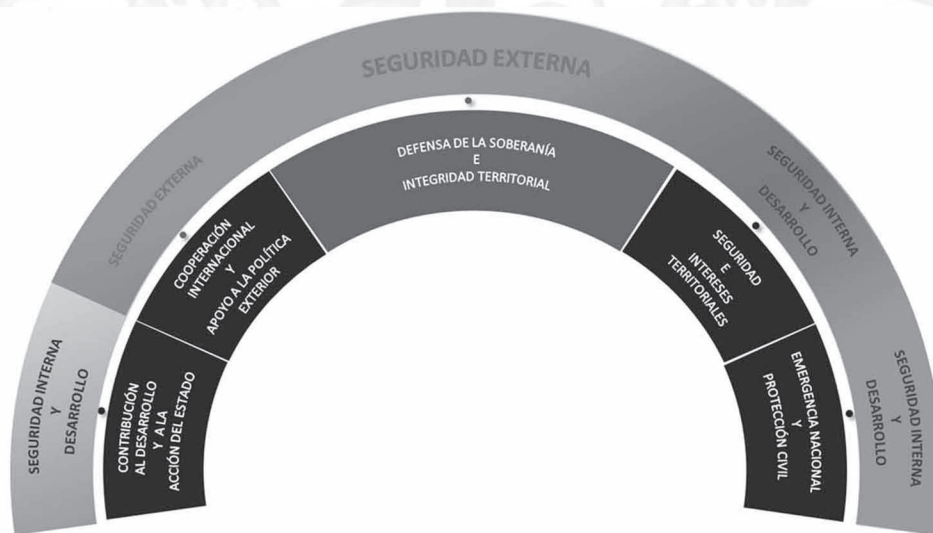 SEGURIDAD EXTERNA
SEGURIDAD EXTERNA
SEGURIDAD INTERNA
Y
DESARROLLO
SEGURIDAD INTERNA
Y
DESARROLLO
SEGURIDAD INTERNA
Y
DESARROLLO
CONTRIBUCIÓN
AL DESARROLLO
Y A LA
ACCIÓN DEL ESTADO
COOPERACIÓN
INTERNACIONAL
Y
APOYO A LA POLÍTICA
EXTERIOR
DEFENSA DE LA SOBERANÍA
E
INTEGRIDAD TERRITORIAL
SEGURIDAD
E
INTERESES
TERRITORIALES
EMERGENCIA NACIONAL
Y
PROTECCIÓN CIVIL